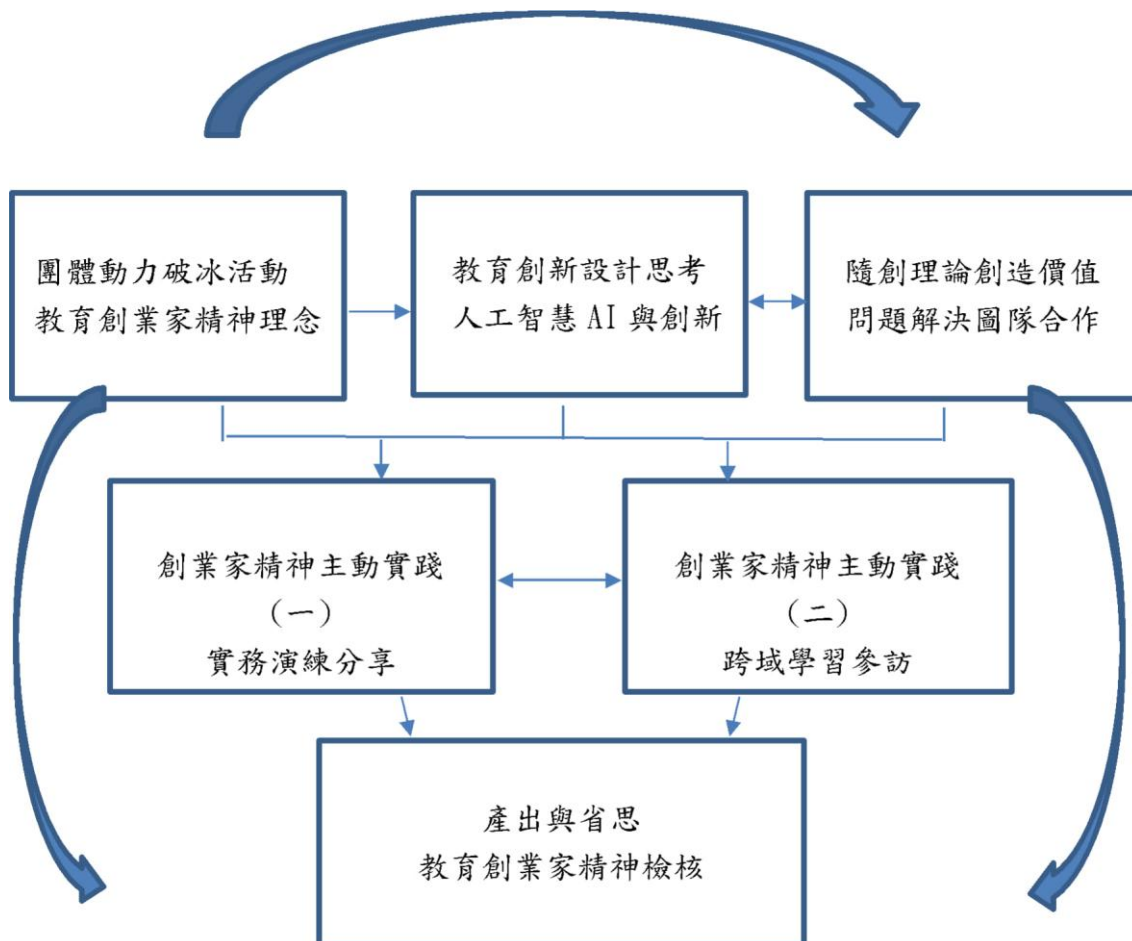 團體動力破冰活動
教育創業家精神理念
教育創新設計思考
人工智慧 AI 與創新
隨創理論創造價值
問題解決圖隊合作
創業家精神主動實踐
(一)
實務演練分享
創業家精神主動實踐
(二)
跨域學習參訪
產出與省思
教育創業家精神檢核